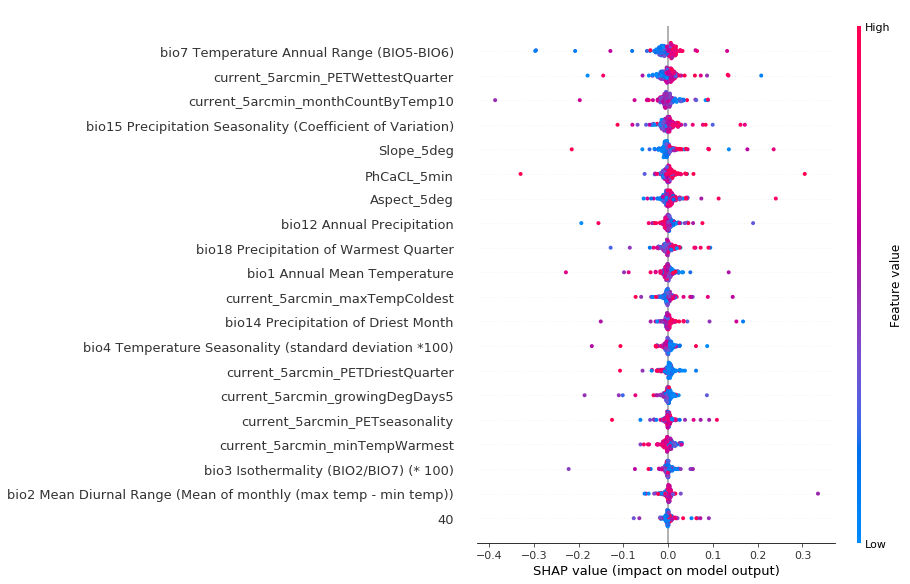 High
bio7 Temperature Annual Range (BIO5-BIO6)
current_5arcmin_PETWettestQuarter
current_5arcmin_monthCountByTemp10
bio15 Precipitation Seasonality (Coefficient of Variation)
Slope_5deg
PhCaCL_5min
Aspect_5deg
bio12 Annual Precipitation
bio18 Precipitation of Warmest Quarter
bio1 Annual Mean Temperature
current_5arcmin_maxTempColdest
bio14 Precipitation of Driest Month
bio4 Temperature Seasonality (standard deviation *100)
current_5arcmin_PETDriestQuarter
current_5arcmin_growingDegDays5
current_5arcmin_PETseasonality
current_5arcmin_minTempWarmest
bio3 Isothermality (BIO2/BIO7) (* 100)
bio2 Mean Diurnal Range (Mean of monthly (max temp - min temp))
40
Feature value
Low
−0.4 −0.3 −0.2 −0.1 0.0 0.1 0.2 0.3
SHAP value (impact on model output)